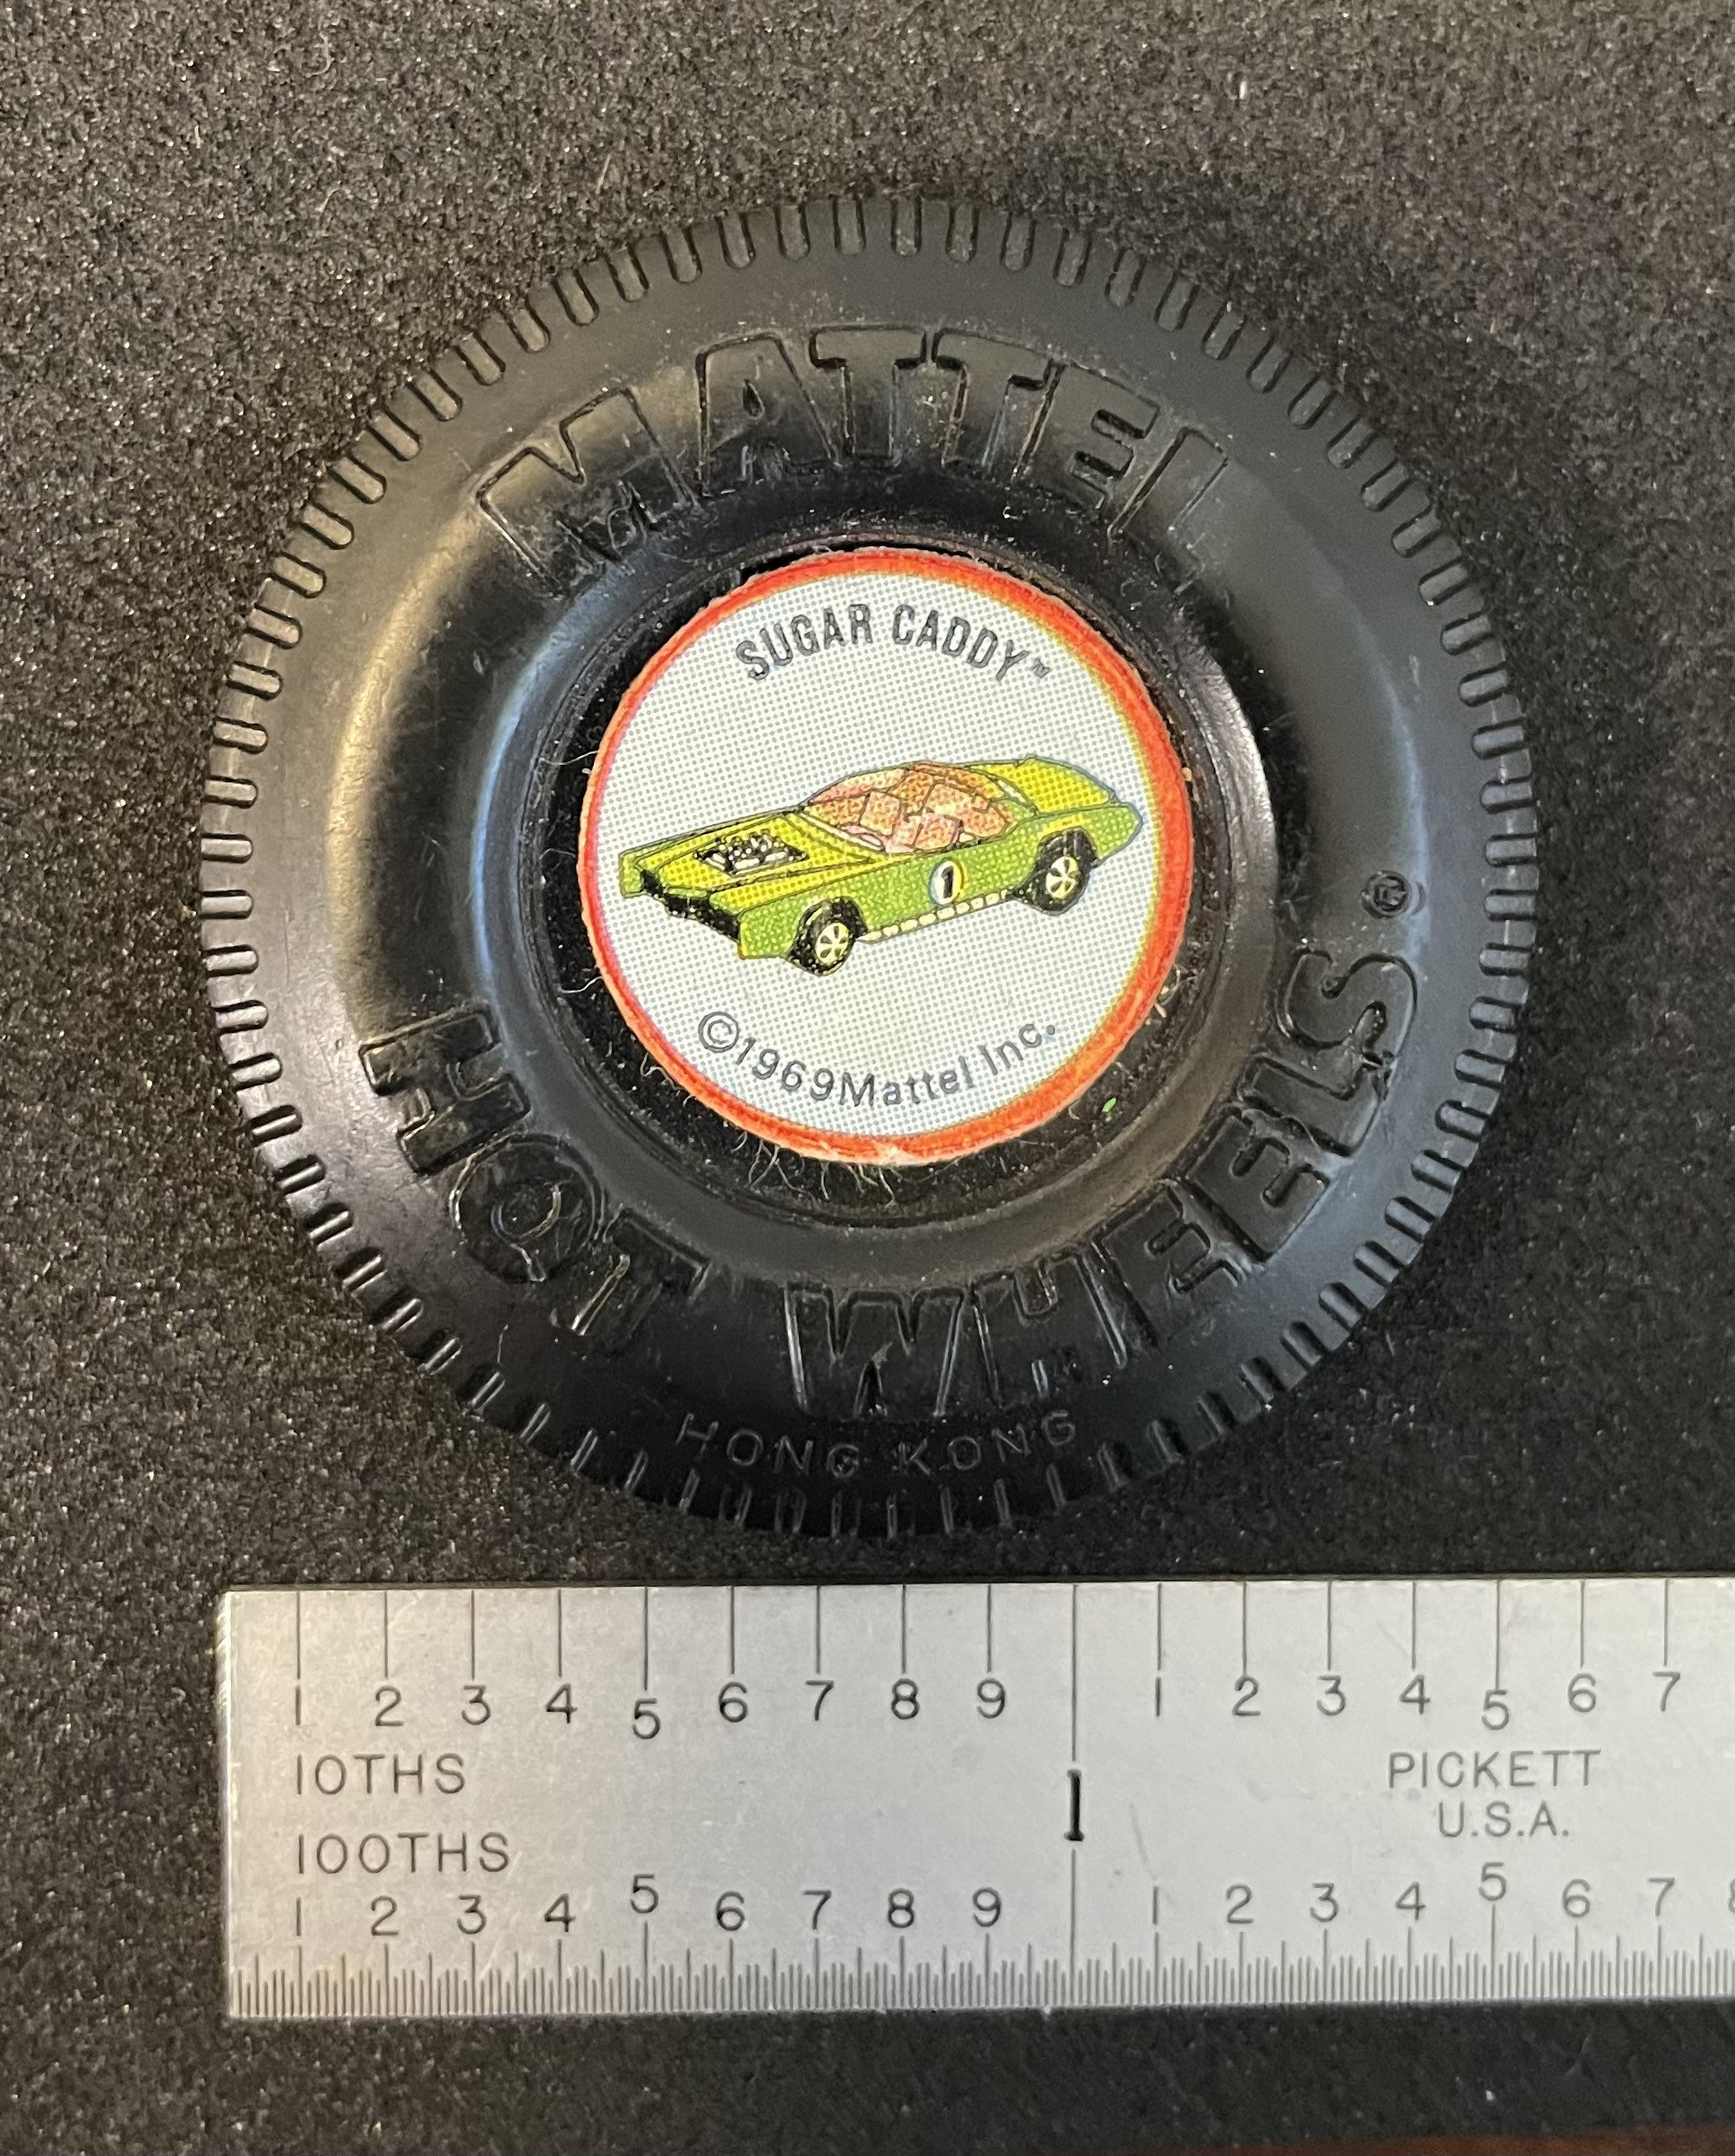 MATTEL
SUGAR CADDY™
1
©1969 Mattel Inc.
HOT WHEELS®
HONG KONG
1 2 3 4 5 6 7 8 9 1 2 3 4 5 6 7
10THS
PICKETT
1
U.S.A.
100THS
1 2 3 4 5 6 7 8 9 1 2 3 4 5 6 7